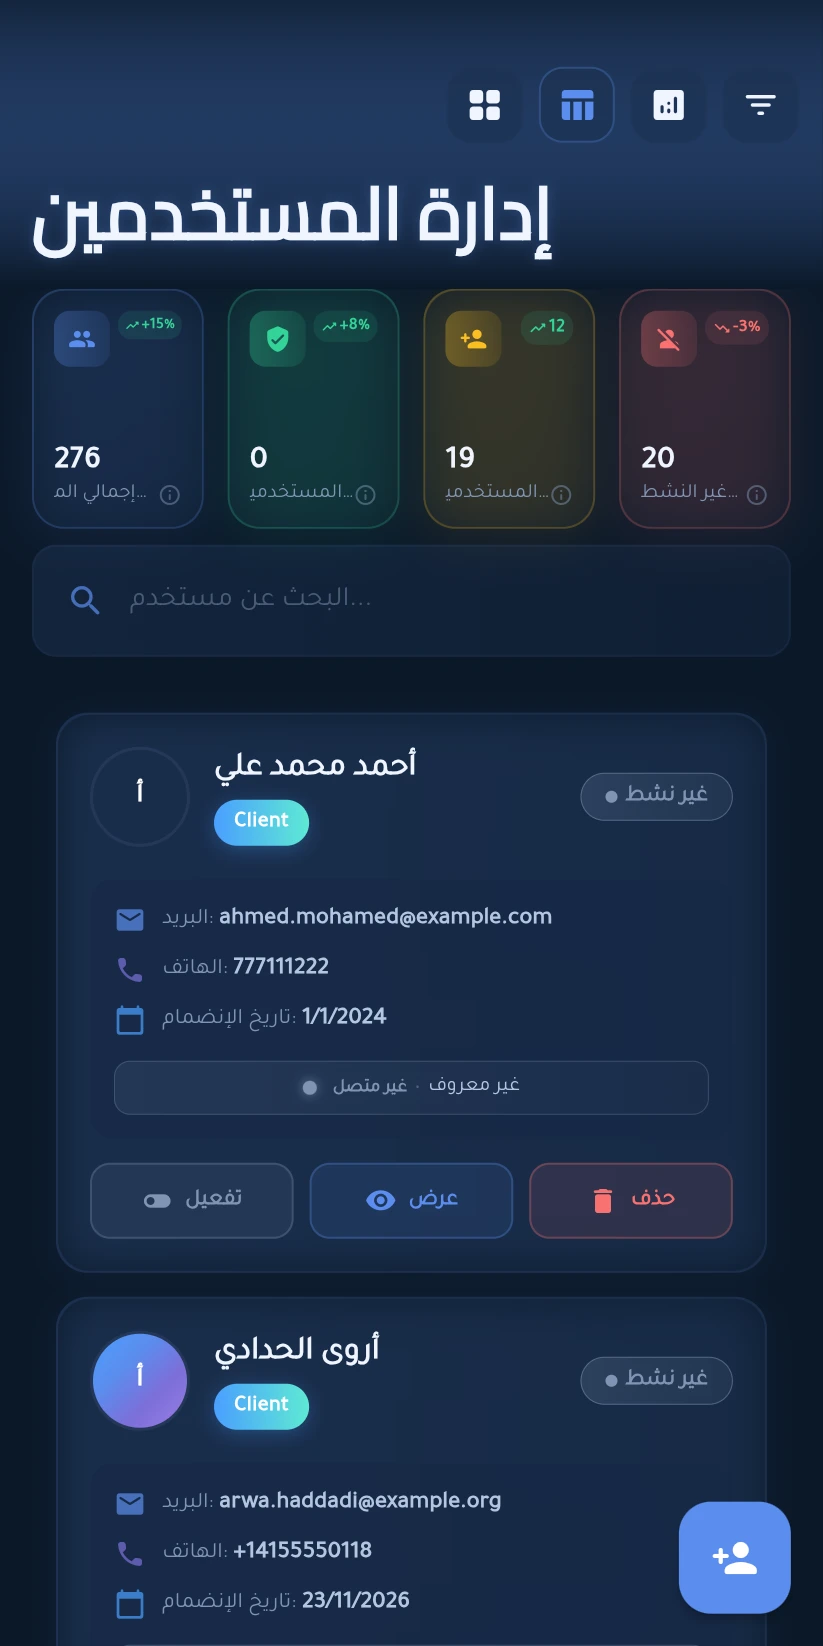 إدارة المستخدمين
+15%
+8%
12
-3%
276
0
19
20
إجمالي الم...
المستخدمي...
المستخدمي...
غير النشط...
البحث عن مستخدم...
أحمد محمد علي
أ
Client
غير نشط
البريد: ahmed.mohamed@example.com
الهاتف: 777111222
تاريخ الإنضمام: 1/1/2024
غير متصل · غير معروف
تفعيل
عرض
حذف
أروى الحدادي
أ
Client
غير نشط
البريد: arwa.haddadi@example.org
الهاتف: +14155550118
تاريخ الإنضمام: 23/11/2026